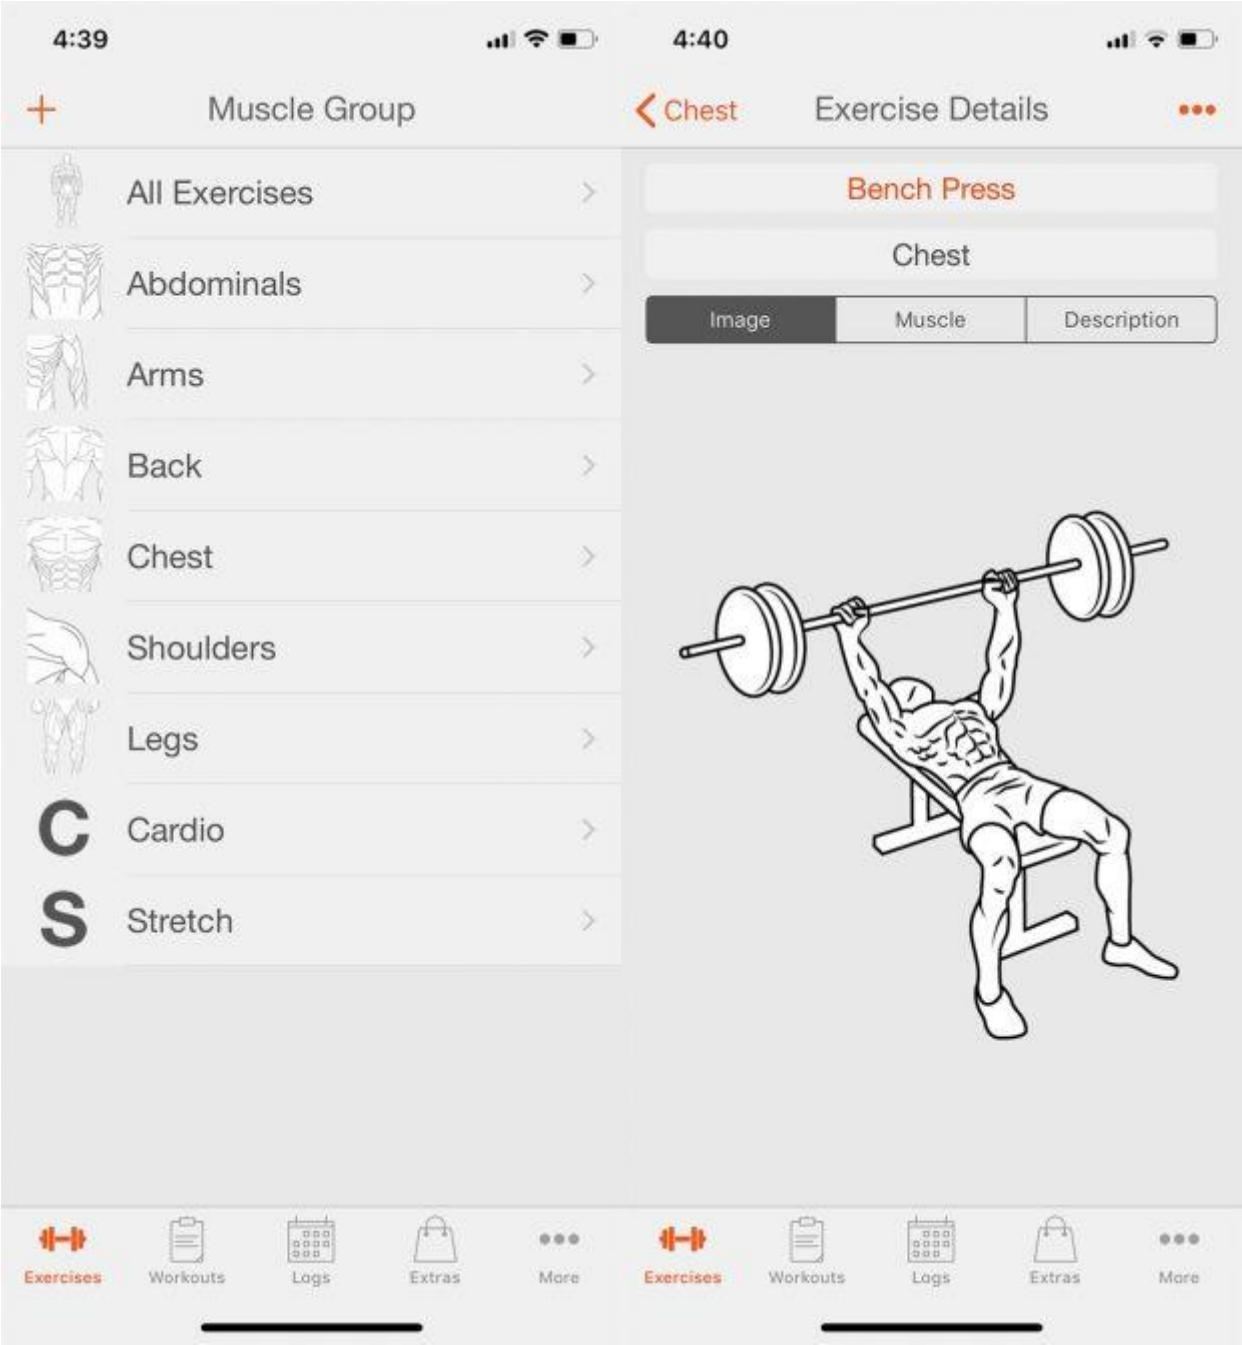 4:39
Muscle Group
All Exercises
Abdominals
Arms
Back
Chest
Shoulders
Legs
C Cardio
S Stretch
Exercises Workouts Logs Extras More
4:40
Chest Exercise Details
Bench Press
Chest
Image Muscle Description
Exercises Workouts Logs Extras More